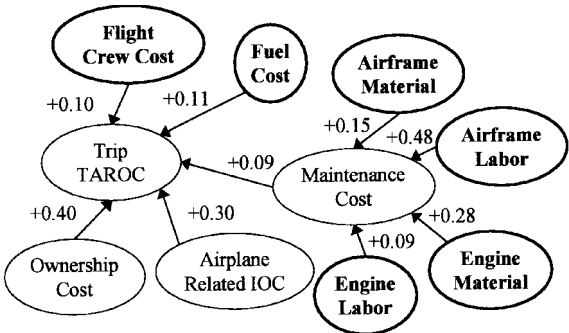 Flight
Crew Cost
Fuel
Cost
Airframe
Material
+0.10
+0.11
+0.15
+0.48
Airframe
Labor
Trip
TAROC
+0.09
Maintenance
Cost
+0.40
+0.30
+0.28
+0.09
Ownership
Cost
Airplane
Related IOC
Engine
Labor
Engine
Material